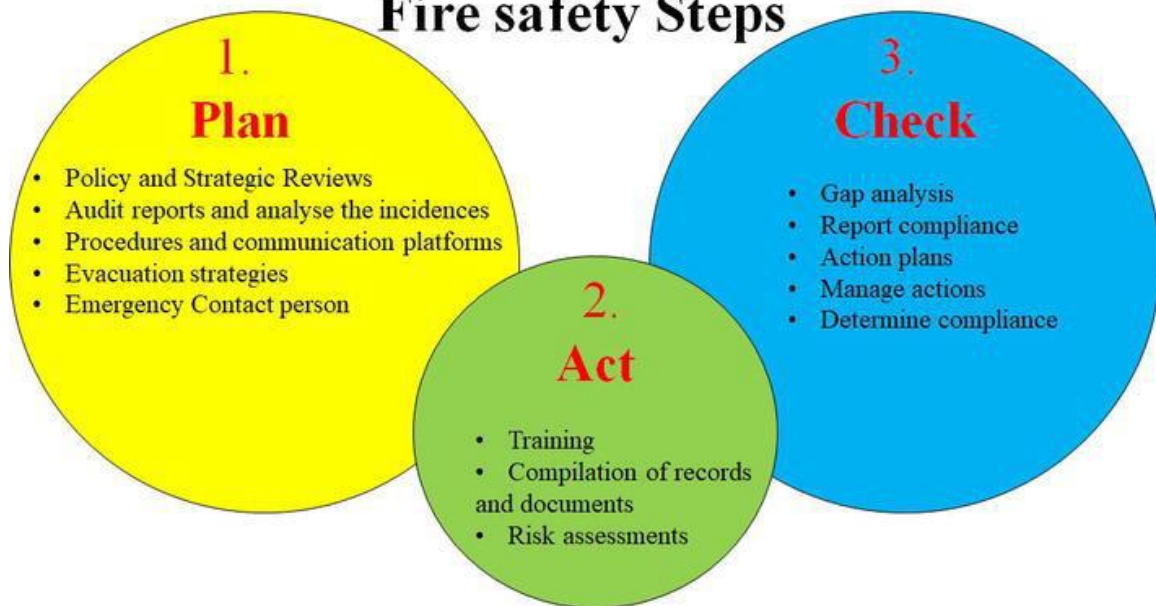 Fire safety Steps
1.
Plan
• Policy and Strategic Reviews
• Audit reports and analyse the incidences
• Procedures and communication platforms
• Evacuation strategies
• Emergency Contact person
2.
Act
• Training
• Compilation of records
and documents
• Risk assessments
3.
Check
• Gap analysis
• Report compliance
• Action plans
• Manage actions
• Determine compliance